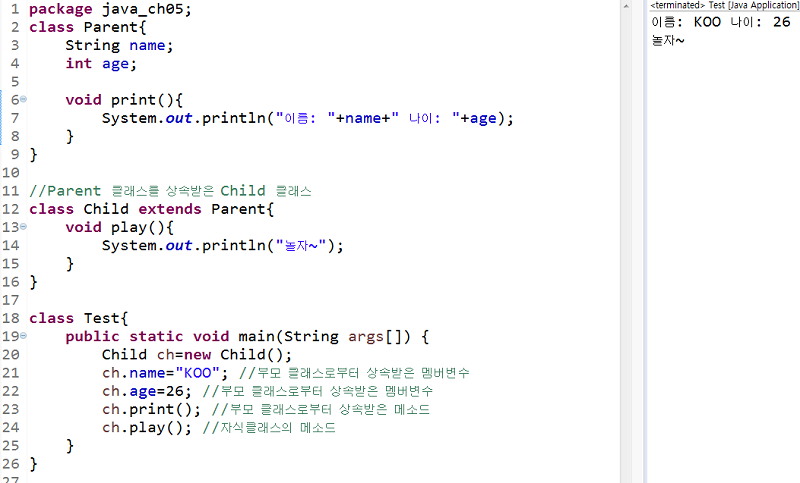 1 package java_ch05;
2 class Parent{
3     String name;
4     int age;
5
6     void print(){
7         System.out.println("이름: "+name+" 나이: "+age);
8     }
9 }
10
11 //Parent 클래스를 상속받은 Child 클래스
12 class Child extends Parent{
13     void play(){
14         System.out.println("놀자~");
15     }
16 }
17
18 class Test{
19     public static void main(String args[]) {
20         Child ch=new Child();
21         ch.name="KOO"; //부모 클래스로부터 상속받은 멤버변수
22         ch.age=26; //부모 클래스로부터 상속받은 멤버변수
23         ch.print(); //부모 클래스로부터 상속받은 메소드
24         ch.play(); //자식클래스의 메소드
25     }
26 }
27
<terminated> Test [Java Application]
이름: KOO 나이: 26
놀자~